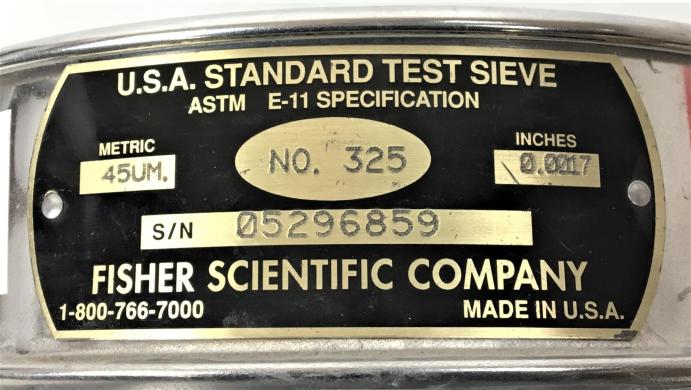 U.S.A. STANDARD TEST SIEVE
ASTM E-11 SPECIFICATION
METRIC
45UM.
NO. 325
INCHES
0.0017
S/N 05296859
FISHER SCIENTIFIC COMPANY
1-800-766-7000 MADE IN U.S.A.